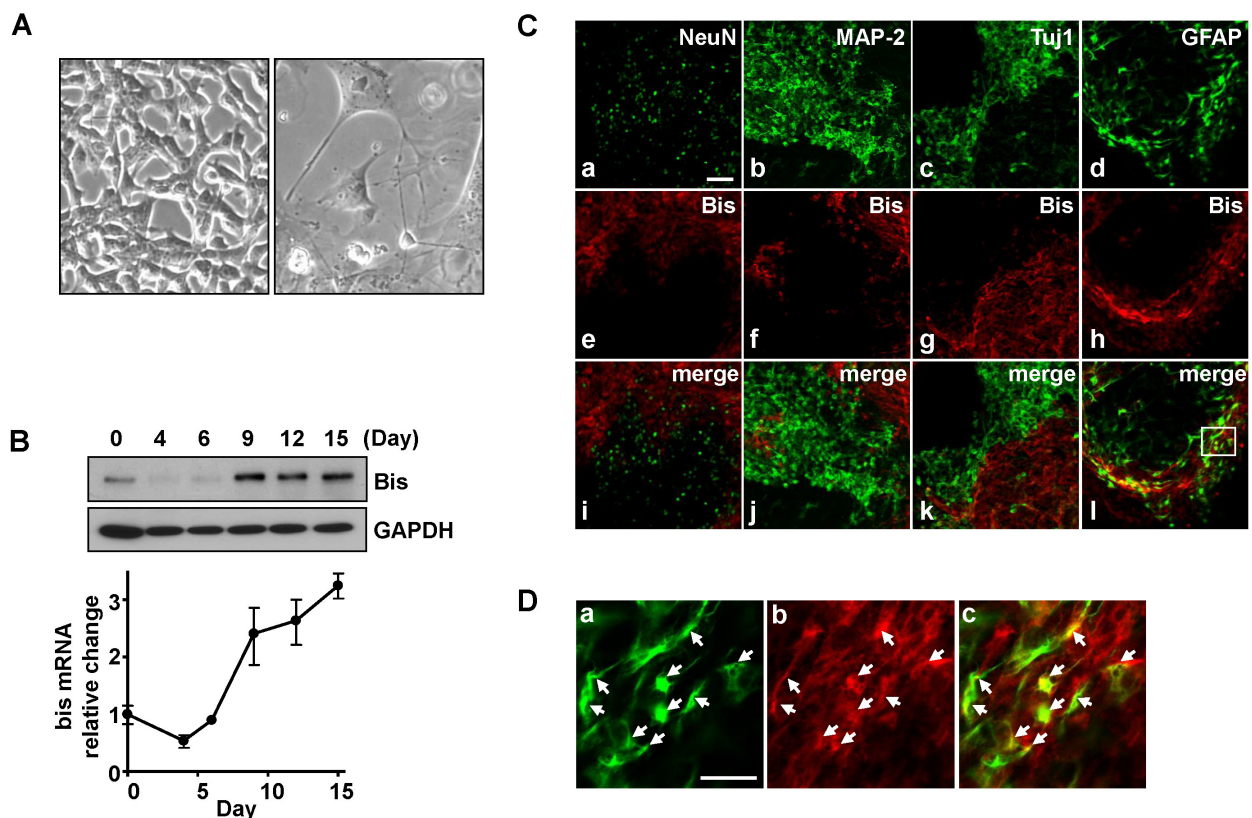 A
B
0 4 6 9 12 15 (Day)
Bis
GAPDH
bis mRNA
relative change
3
2
1
0
0 5 10 15
Day
C
NeuN MAP-2 Tuj1 GFAP
a b c d
Bis Bis Bis Bis
e f g h
merge merge merge merge
i j k l
D
a b c